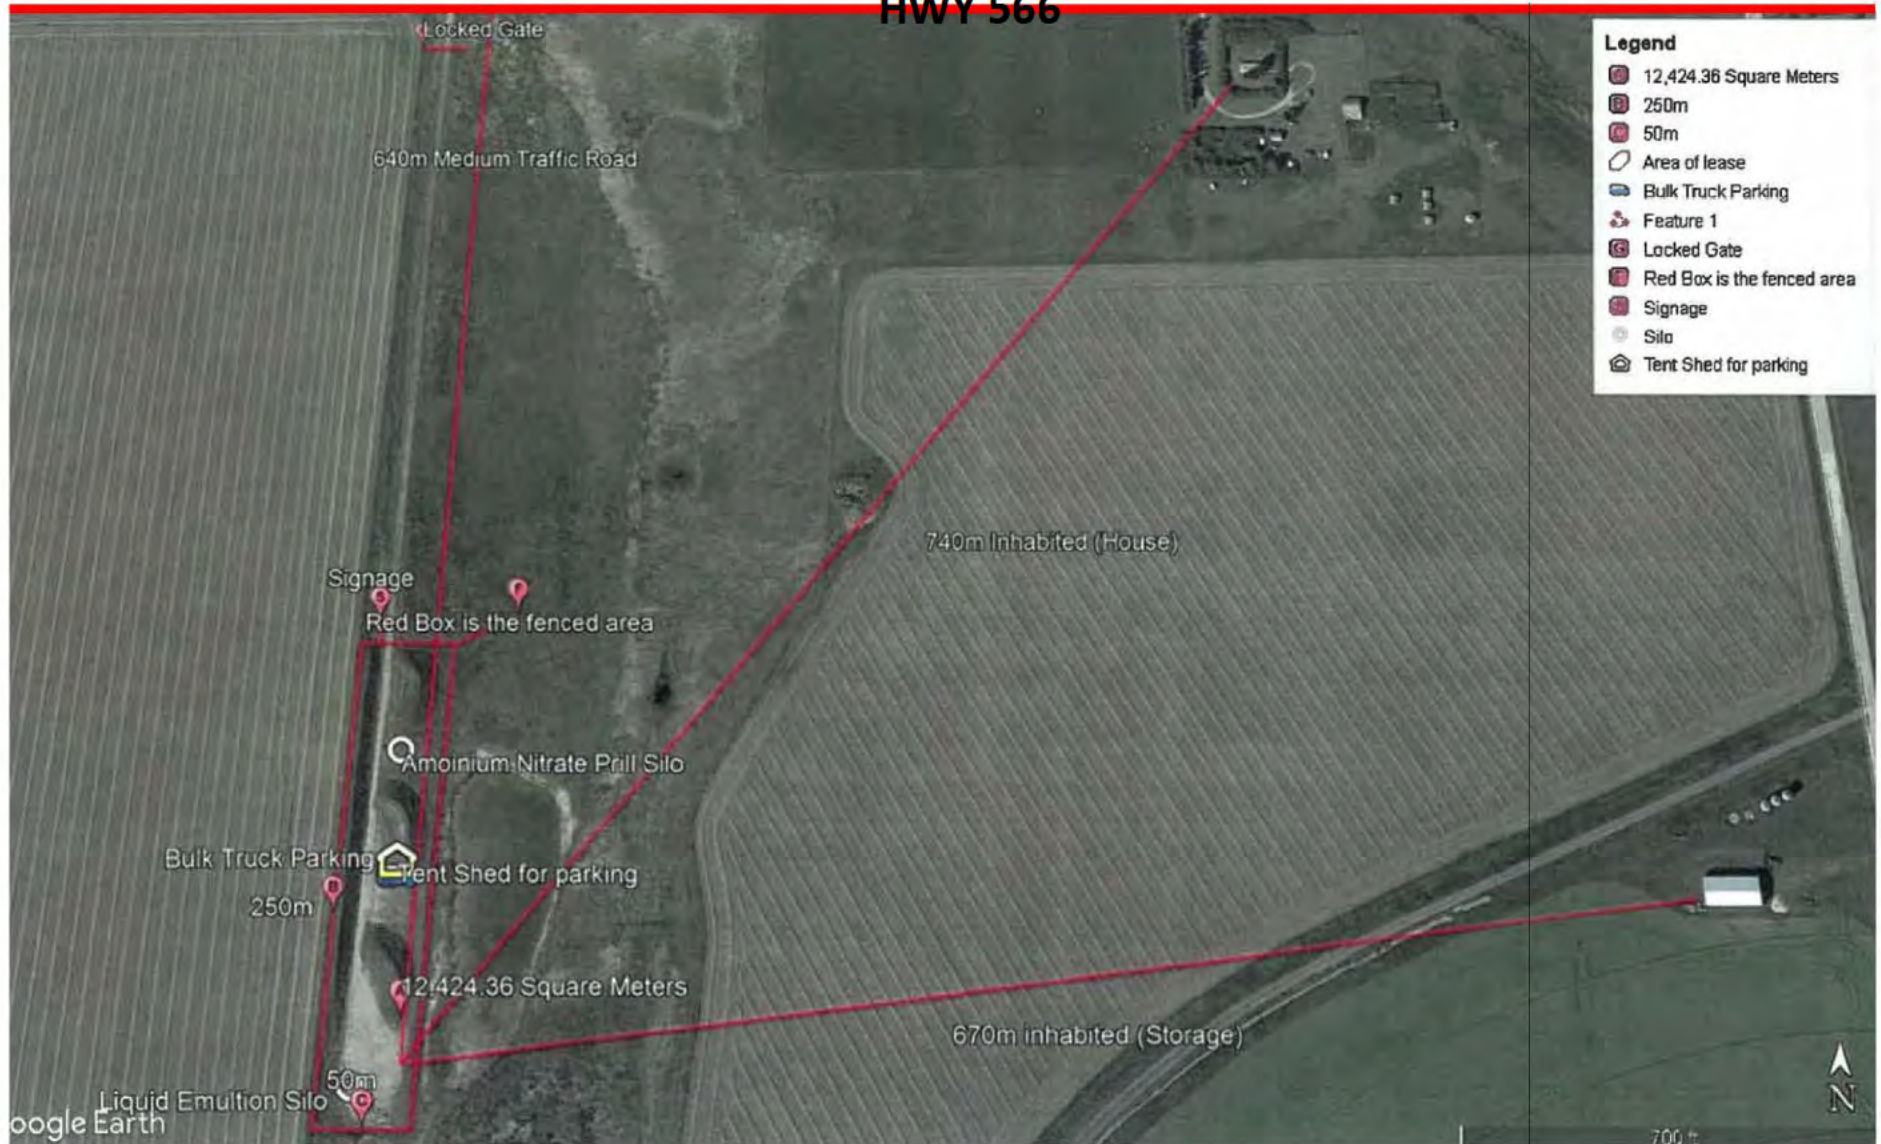 HWY 566
Locked Gate
640m Medium Traffic Road
Legend
12,424.36 Square Meters
250m
50m
Area of lease
Bulk Truck Parking
Feature 1
Locked Gate
Red Box is the fenced area
Signage
Silo
Tent Shed for parking
740m Inhabited (House)
Signage
S
F
Red Box is the fenced area
Amoinium Nitrate Prill Silo
Bulk Truck Parking
Tent Shed for parking
B
250m
12,424.36 Square Meters
670m inhabited (Storage)
50m
Liquid Emultion Silo
C
oogle Earth
N
700 ft